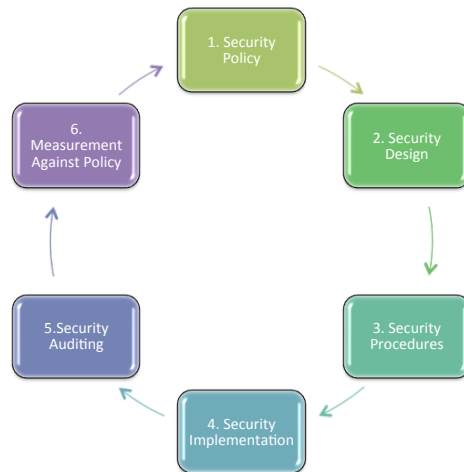 1. Security
Policy
2. Security
Design
3. Security
Procedures
4. Security
Implementation
5.Security
Auditing
6.
Measurement
Against Policy